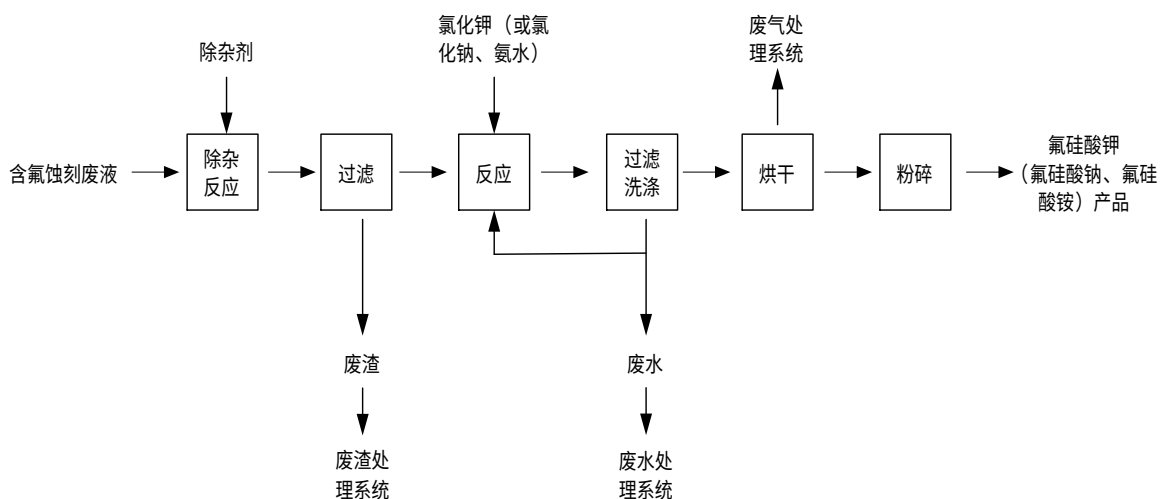 除杂剂
氯化钾（或氯
化钠、氨水）
废气处
理系统
含氟蚀刻废液
除杂
反应
过滤
反应
过滤
洗涤
烘干
粉碎
氟硅酸钾
（氟硅酸钠、氟硅
酸铵）产品
废渣
废水
废渣处
理系统
废水处
理系统